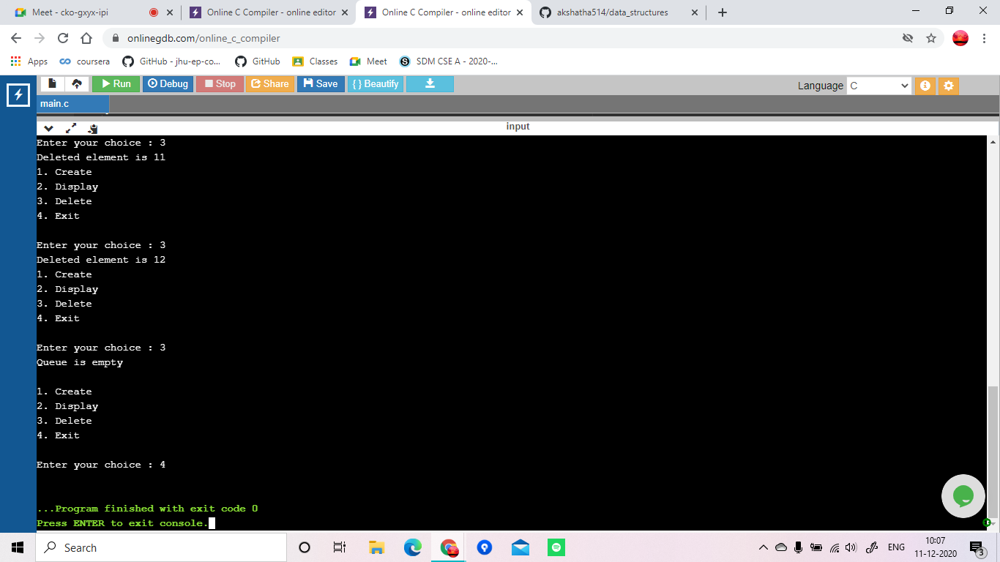 Meet - cko-gxyx-ipi
Online C Compiler - online editor
Online C Compiler - online editor
akshatha514/data_structures
onlinegdb.com/online_c_compiler
Apps
coursera
GitHub - jhu-ep-co...
GitHub
Classes
Meet
SDM CSE A - 2020-...
Run
Debug
Stop
Share
Save
{ } Beautify
Language
C
main.c
input
Enter your choice : 3
Deleted element is 11
1. Create
2. Display
3. Delete
4. Exit
Enter your choice : 3
Deleted element is 12
1. Create
2. Display
3. Delete
4. Exit
Enter your choice : 3
Queue is empty
1. Create
2. Display
3. Delete
4. Exit
Enter your choice : 4
...Program finished with exit code 0
Press ENTER to exit console.
Search
ENG
10:07
11-12-2020
3